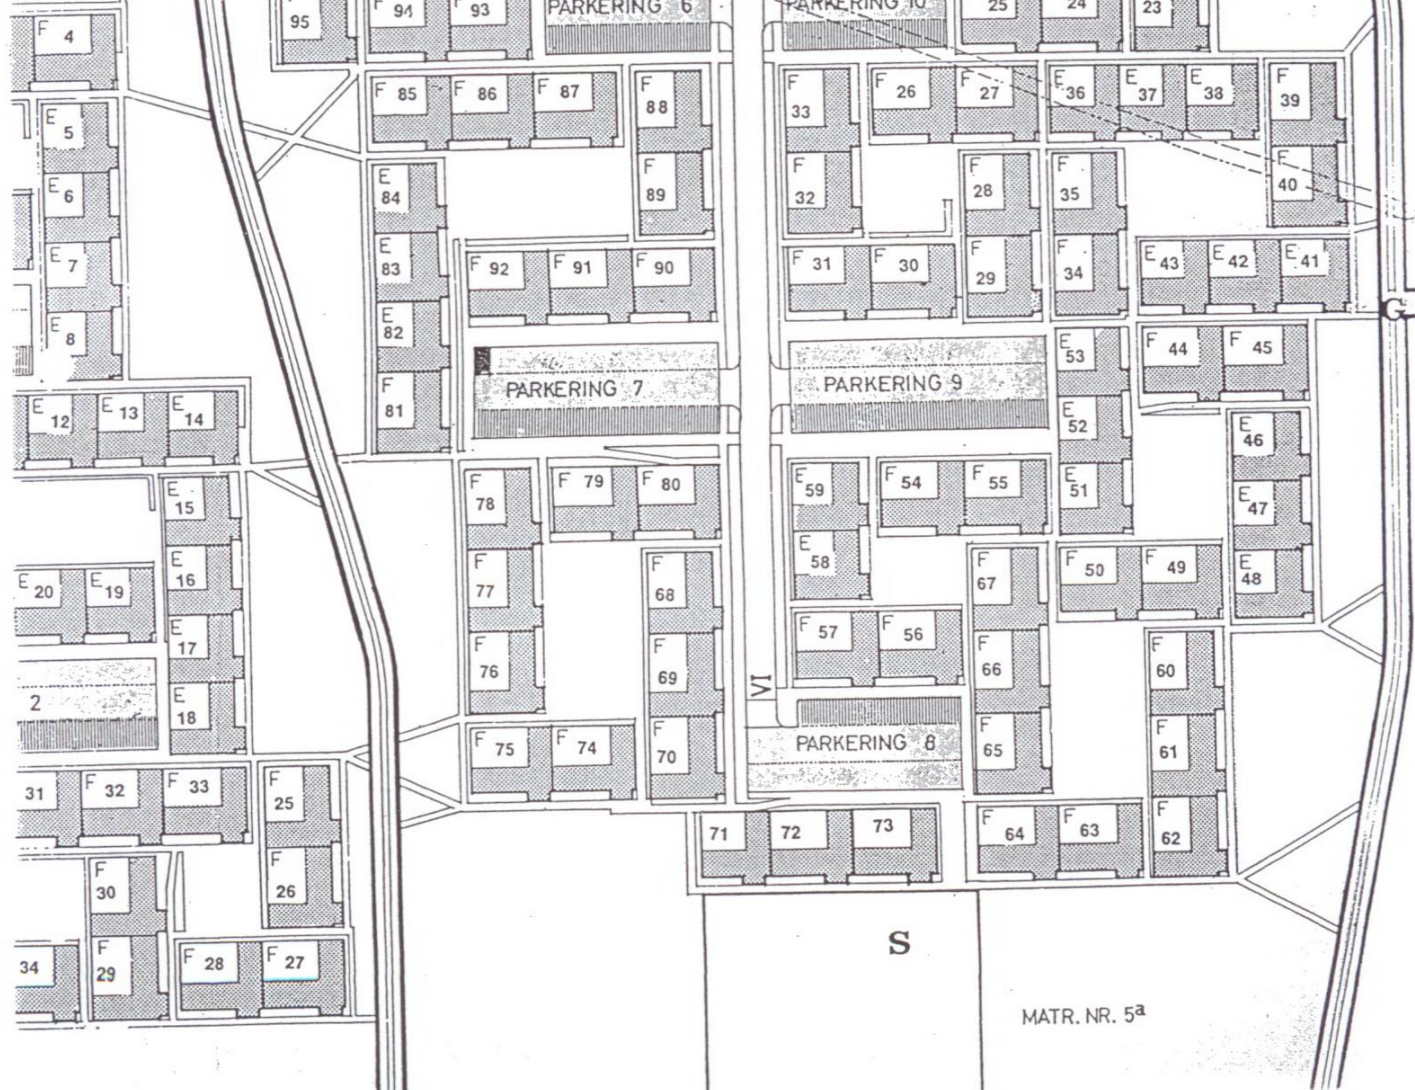 95
F 94
F 93
PARKERING 6
PARKERING 10
25
24
23
F 4
F 85
F 86
F 87
F 88
F 33
F 26
F 27
E 36
E 37
E 38
F 39
E 5
E 84
F 89
F 32
F 28
F 35
F 40
E 6
E 7
E 83
F 92
F 91
F 90
F 31
F 30
F 29
F 34
E 43
E 42
E 41
G
E 8
E 82
E 53
F 44
F 45
PARKERING 7
PARKERING 9
E 12
E 13
E 14
F 81
E 52
E 46
E 15
F 78
F 79
F 80
E 59
F 54
F 55
E 51
E 47
E 20
E 19
E 16
F 77
F 68
E 58
F 67
F 50
F 49
E 48
E 17
F 76
F 69
F 57
F 56
F 66
F 60
2
E 18
VI
F 75
F 74
F 70
PARKERING 8
F 65
F 61
31
F 32
F 33
F 25
F 71
F 72
F 73
F 64
F 63
F 62
F 30
F 26
34
F 29
F 28
F 27
S
MATR. NR. 5a